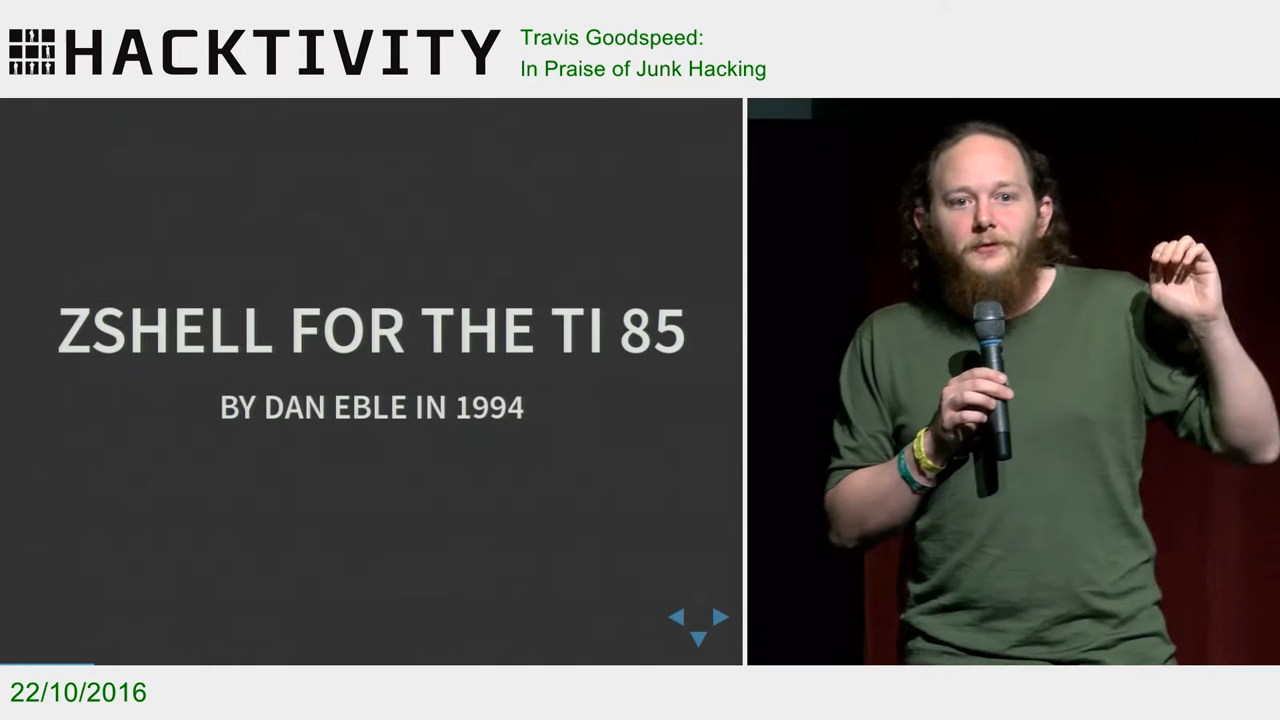 HACKTIVITY
Travis Goodspeed:
In Praise of Junk Hacking
ZSHELL FOR THE TI 85
BY DAN EBLE IN 1994
22/10/2016